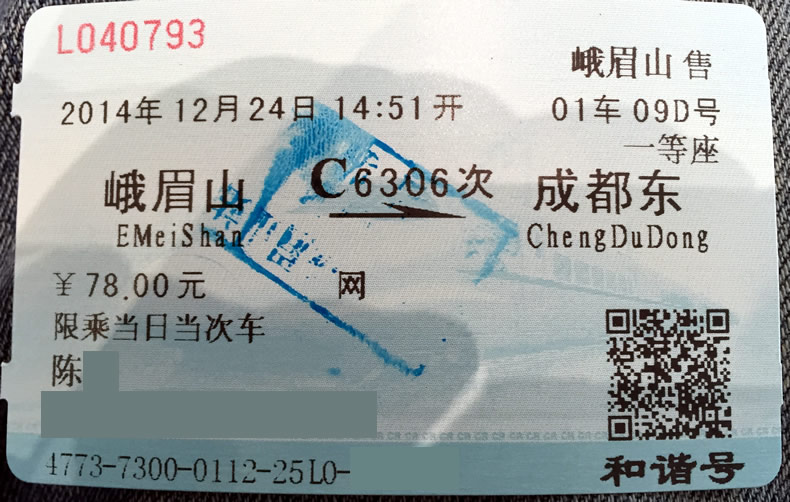 L040793
峨眉山 售
2014年 12月 24日 14:51 开
01车 09D号
一等座
峨眉山 C6306次 成都东
EMeiShan ChengDuDong
￥78.00元 网
限乘当日当次车
陈
4773-7300-0112-25L0-
和谐号